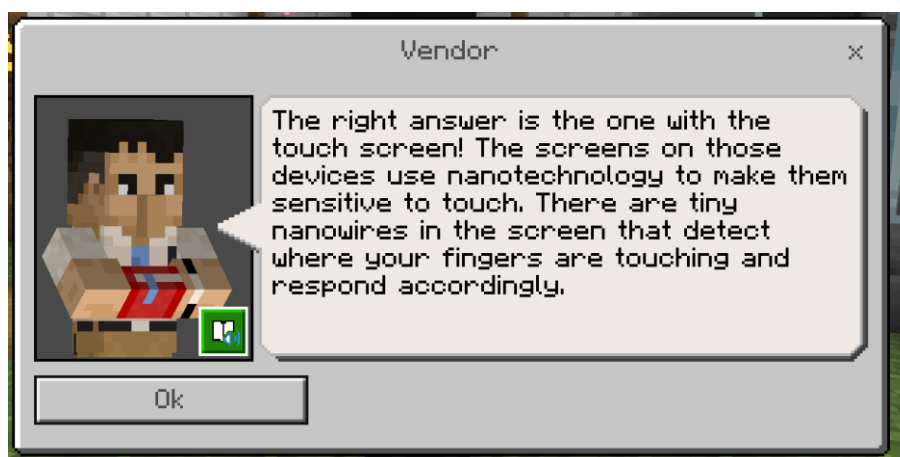 Vendor
x
The right answer is the one with the
touch screen! The screens on those
devices use nanotechnology to make them
sensitive to touch. There are tiny
nanowires in the screen that detect
where your fingers are touching and
respond accordingly.
Ok